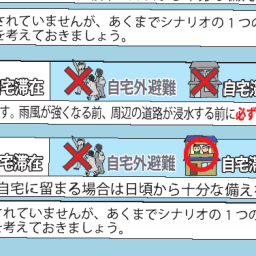 されていませんが、あくまでシナリオの１つの
を考えておきましょう。
宅滞在 自宅外避難 自宅
す。雨風が強くなる前、周辺の道路が浸水する前に必ず
宅滞在 自宅外避難 自宅滞
自宅に留まる場合は日頃から十分な備え
されていませんが、あくまでシナリオの１つの
を考えておきましょう。